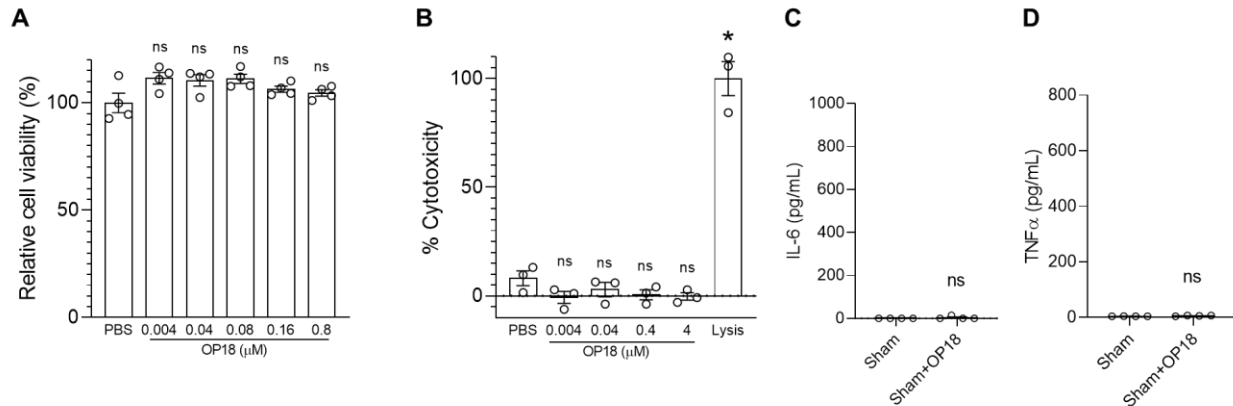 A
Relative cell viability (%)
100
50
0
ns ns ns ns ns
PBS 0.004 0.04 0.08 0.16 0.8
OP18 (μM)
B
% Cytotoxicity
100
50
0
ns ns ns ns *
PBS 0.004 0.04 0.4 4 Lysis
OP18 (μM)
C
IL-6 (pg/mL)
1000
800
600
400
200
0
ns
Sham
Sham+OP18
D
TNFα (pg/mL)
800
600
400
200
0
ns
Sham
Sham+OP18